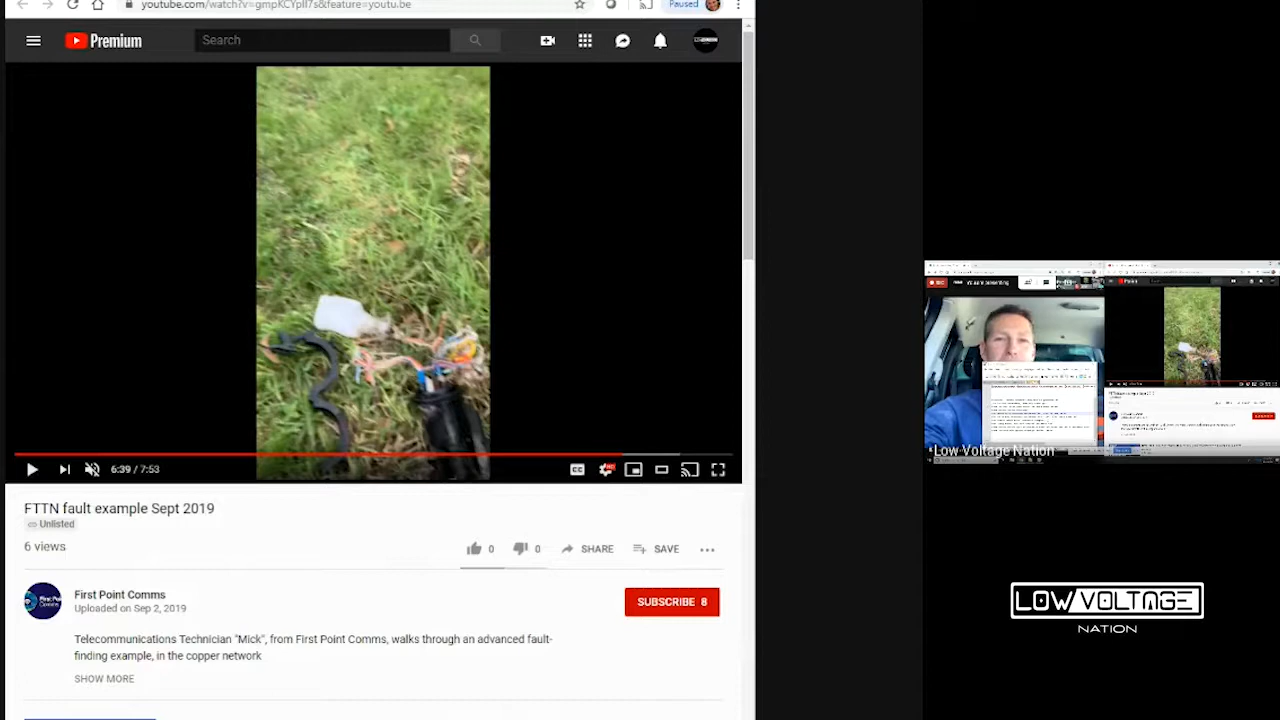 youtube.com/watch?v=gmpKCYpIl7s&feature=youtu.be
Paused
Premium
Search
6:39 / 7:53
CC
FTTN fault example Sept 2019
Unlisted
6 views
0
0
SHARE
SAVE
First Point Comms
Uploaded on Sep 2, 2019
SUBSCRIBE 8
Telecommunications Technician "Mick", from First Point Comms, walks through an advanced fault-
finding example, in the copper network
SHOW MORE
Low Voltage Nation
LOW VOLTAGE
NATION